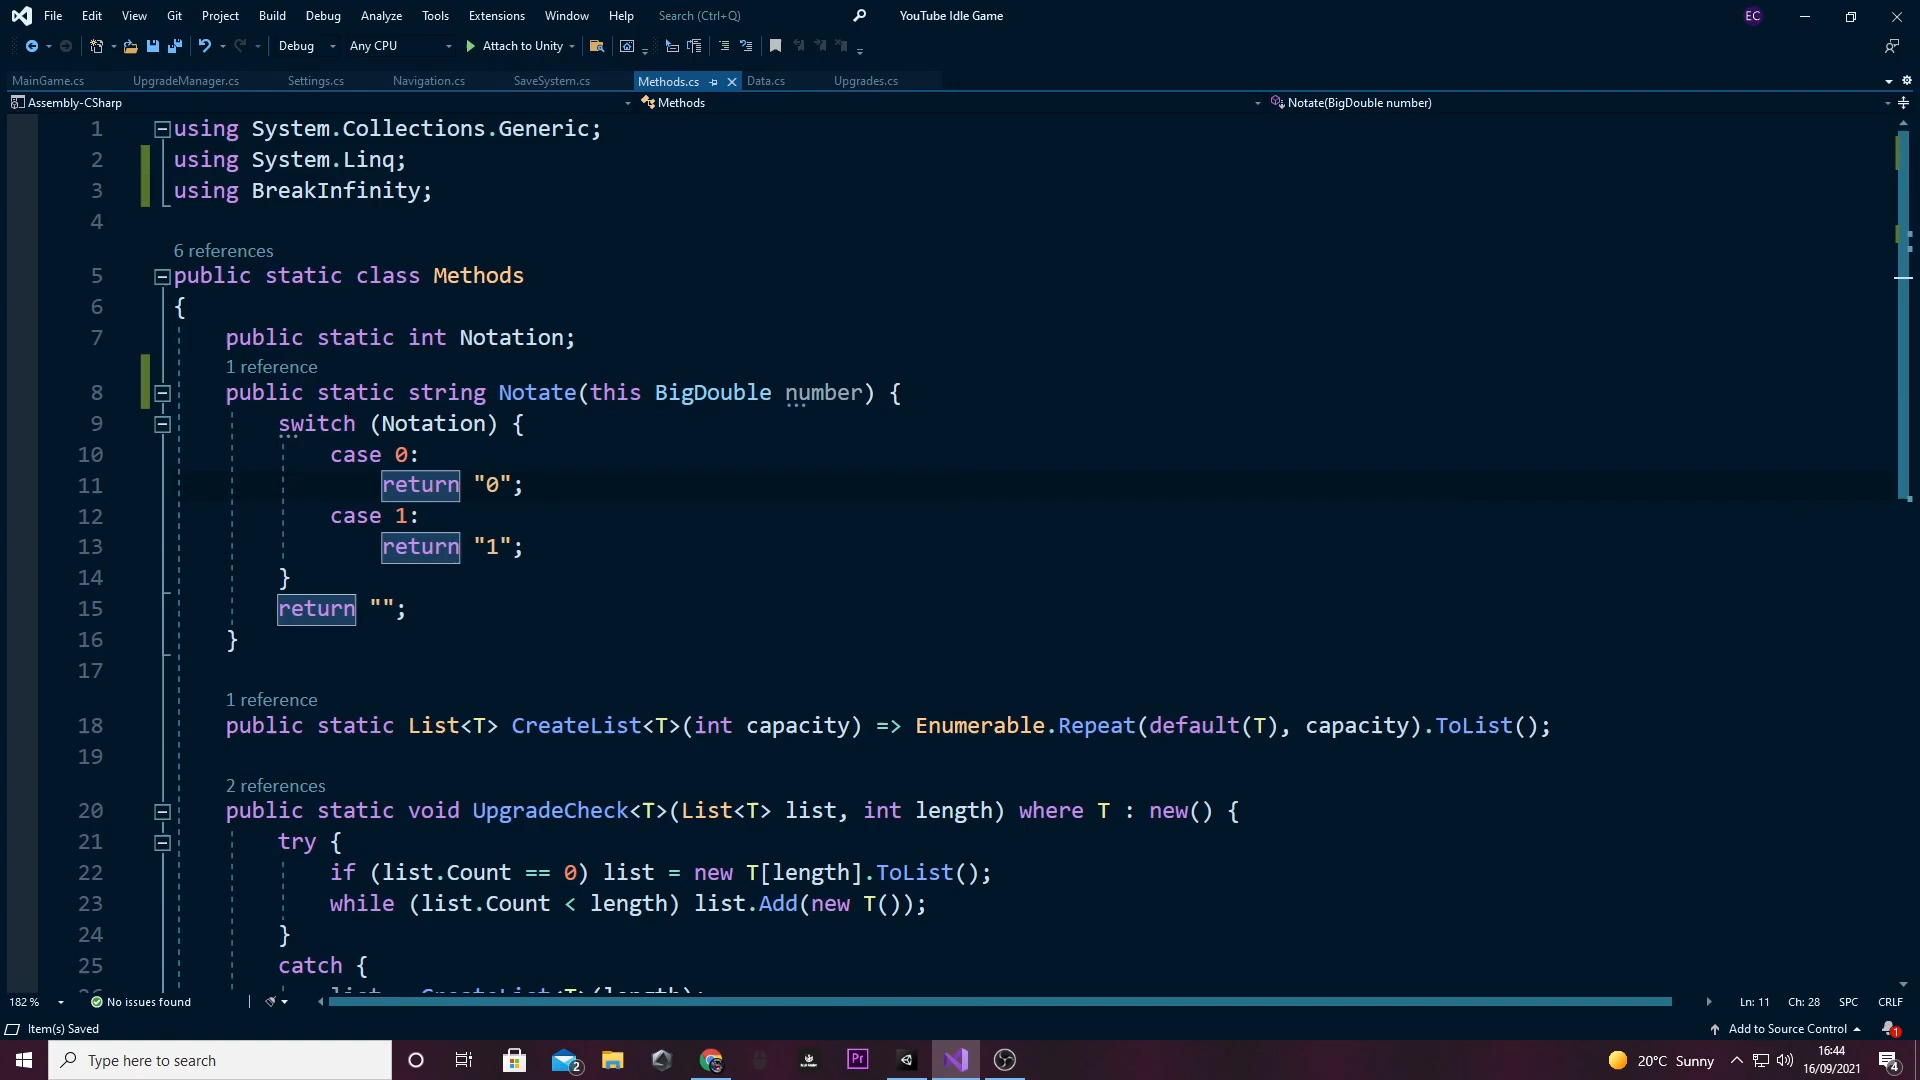 File Edit View Git Project Build Debug Analyze Tools Extensions Window Help Search (Ctrl+Q) YouTube Idle Game EC
Debug Any CPU Attach to Unity
MainGame.cs UpgradeManager.cs Settings.cs Navigation.cs SaveSystem.cs Methods.cs Data.cs Upgrades.cs
Assembly-CSharp Methods Notate(BigDouble number)
1 using System.Collections.Generic;
2 using System.Linq;
3 using BreakInfinity;
4
6 references
5 public static class Methods
6 {
7 public static int Notation;
1 reference
8 public static string Notate(this BigDouble number) {
9 switch (Notation) {
10 case 0:
11 return "0";
12 case 1:
13 return "1";
14 }
15 return "";
16 }
17
1 reference
18 public static List<T> CreateList<T>(int capacity) => Enumerable.Repeat(default(T), capacity).ToList();
19
2 references
20 public static void UpgradeCheck<T>(List<T> list, int length) where T : new() {
21 try {
22 if (list.Count == 0) list = new T[length].ToList();
23 while (list.Count < length) list.Add(new T());
24 }
25 catch {
182 % No issues found Ln: 11 Ch: 28 SPC CRLF
Item(s) Saved Add to Source Control 1
Type here to search 2 Pr 20°C Sunny 16:44
16/09/2021 4